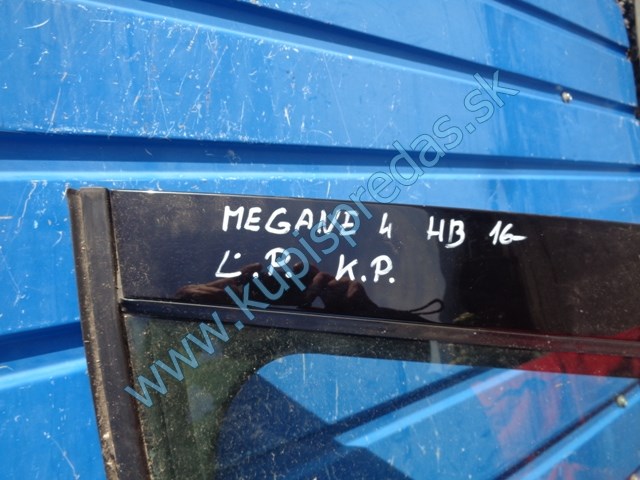 MEGANE 4 HB 16-
Ľ.P. K.P.
www.kupispredas.sk